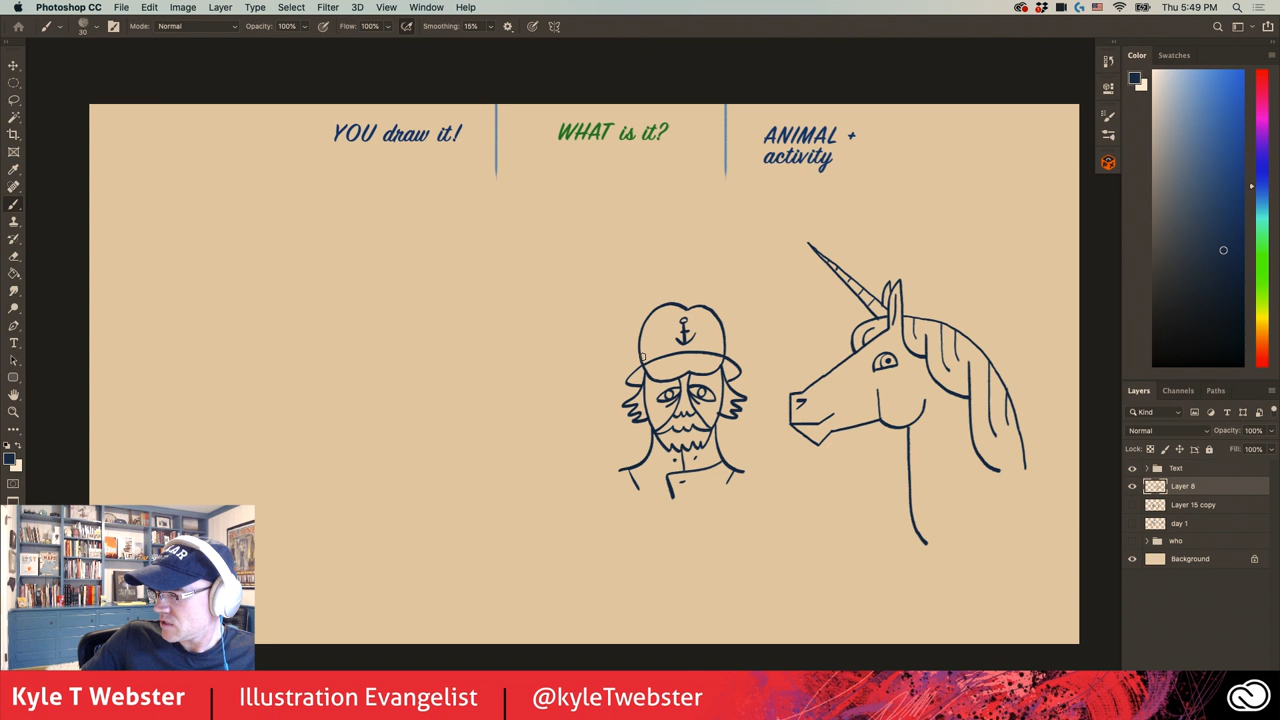 Photoshop CC File Edit Image Layer Type Select Filter 3D View Window Help Thu 5:49 PM
30 Mode: Normal Opacity: 100% Flow: 100% Smoothing: 15%
Color Swatches
YOU draw it! WHAT is it? ANIMAL +
activity
Layers Channels Paths
Kind
Normal Opacity: 100%
Lock: Fill: 100%
Text
Layer 8
Layer 15 copy
day 1
who
Background
Kyle T Webster | Illustration Evangelist | @kyleTwebster